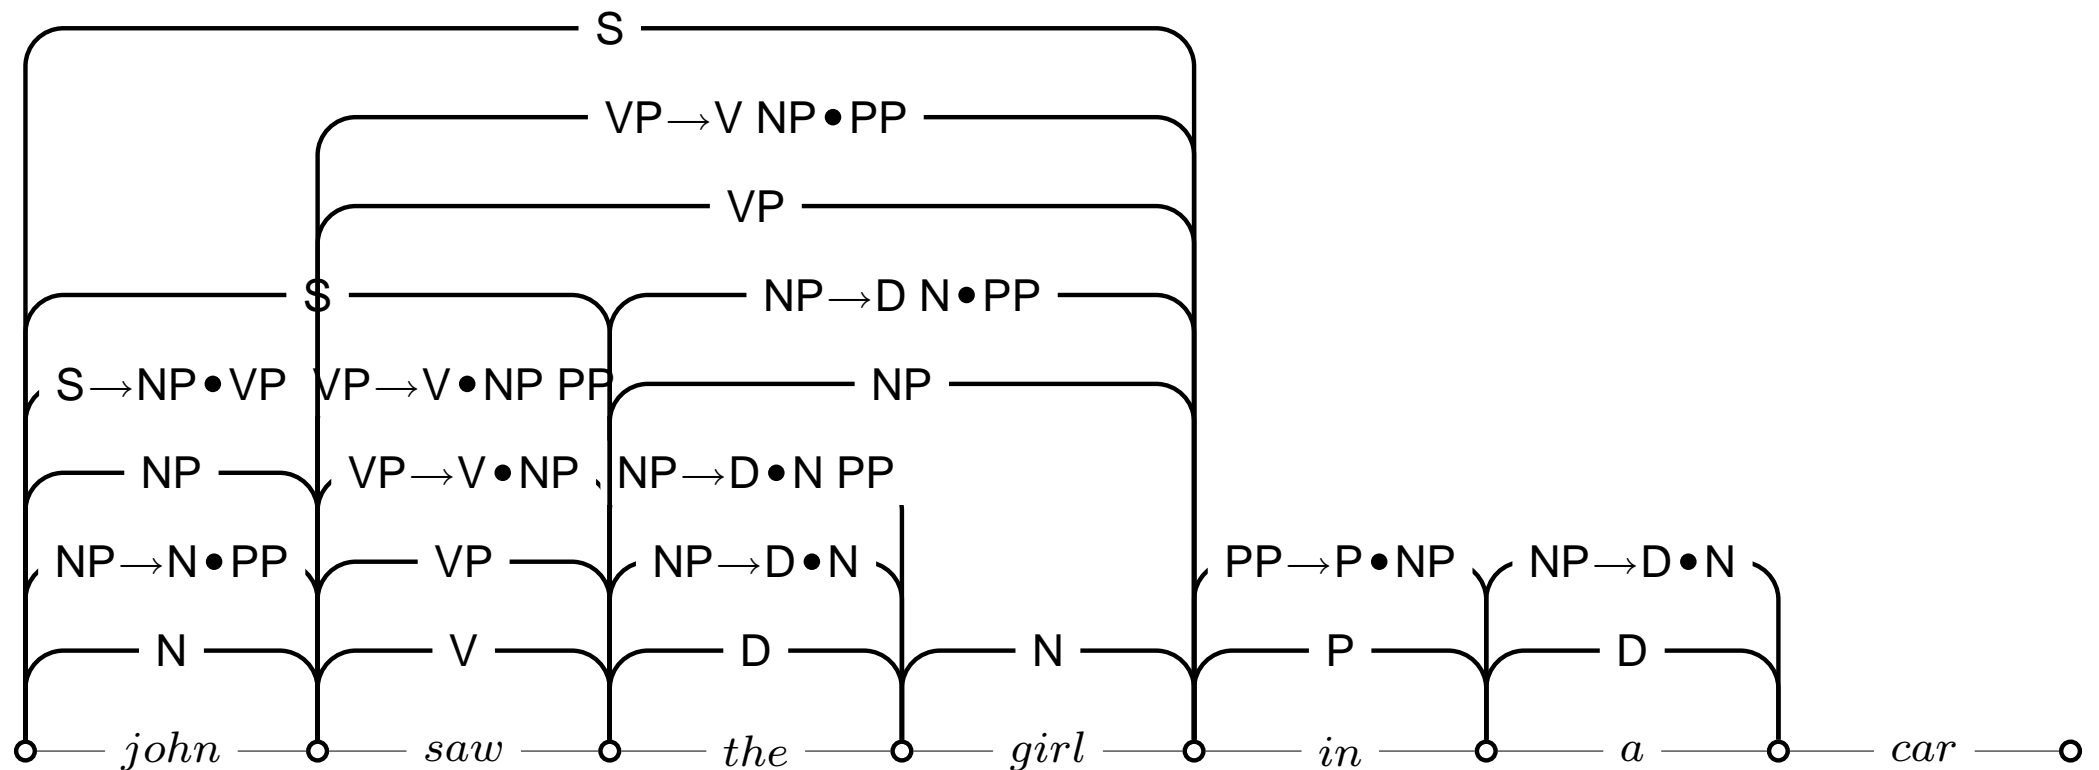 S
VP→V NP•PP
VP
S NP→D N•PP
S→NP•VP VP→V•NP PP NP
NP VP→V•NP NP→D•N PP
NP→N•PP VP NP→D•N PP→P•NP NP→D•N
N V D N P D
john saw the girl in a car